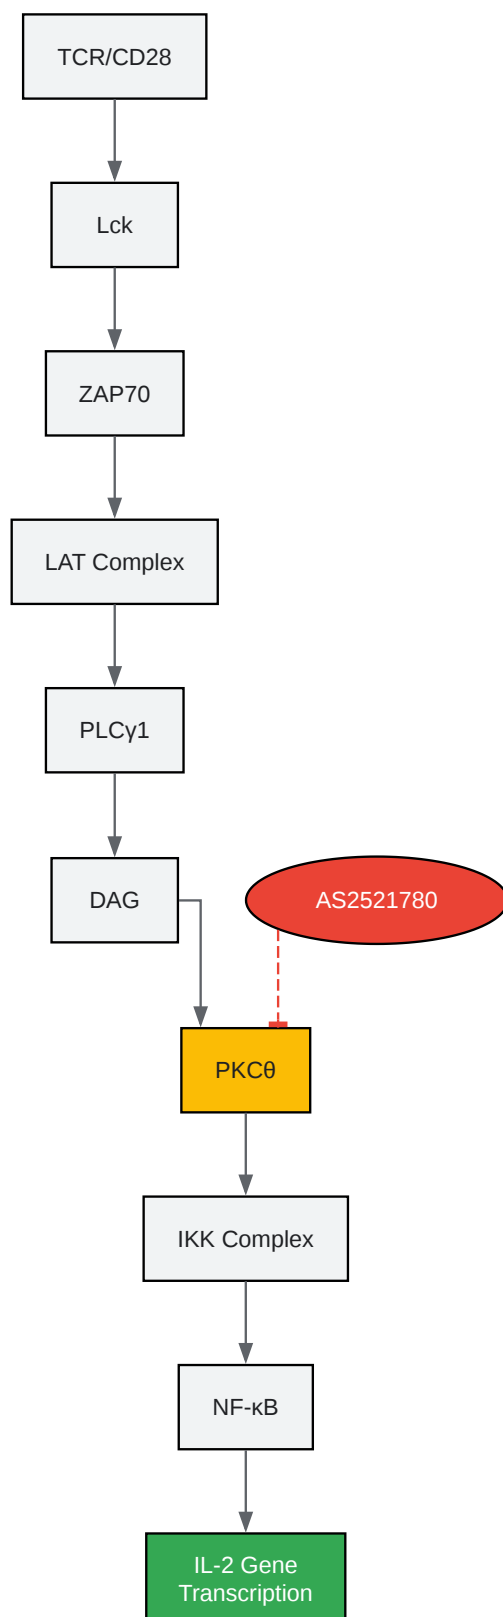 TCR/CD28
Lck
ZAP70
LAT Complex
PLCγ1
DAG
AS2521780
PKCθ
IKK Complex
NF-κB
IL-2 Gene
Transcription